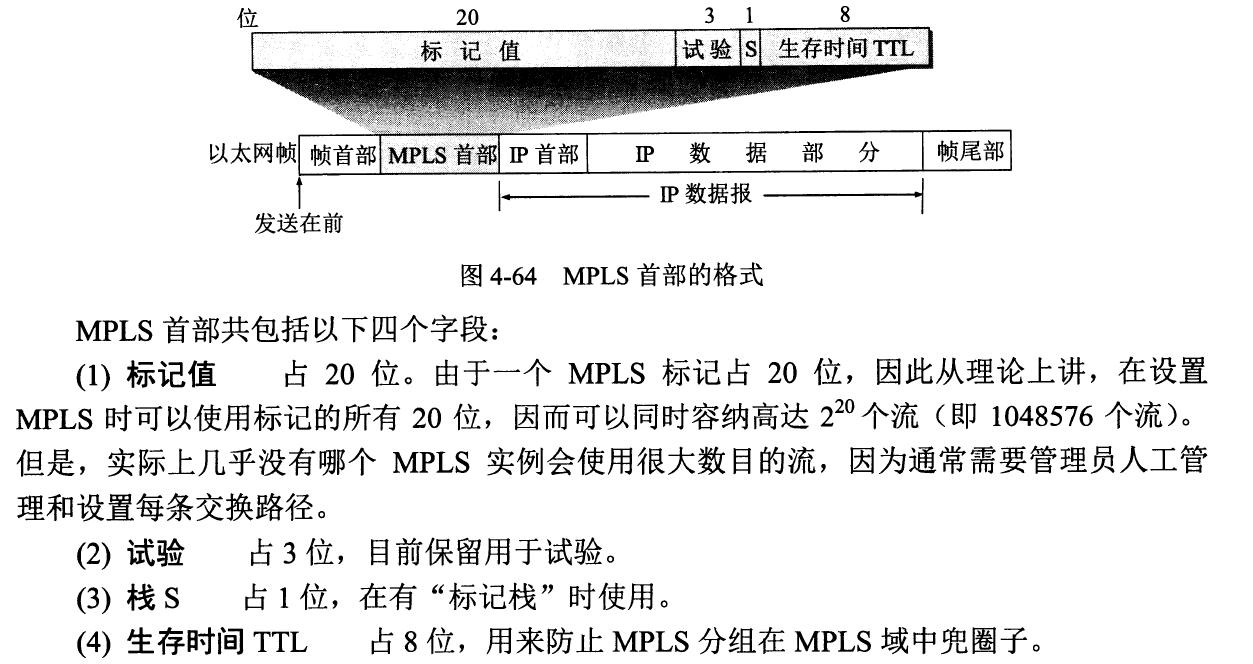 位 20 3 1 8
标 记 值 试 验 S 生存时间 TTL
以太网帧 帧首部 MPLS 首部 IP 首部 IP 数 据 部 分 帧尾部
IP 数据报
发送在前
图 4-64 MPLS 首部的格式
MPLS 首部共包括以下四个字段：
(1) 标记值 占 20 位。由于一个 MPLS 标记占 20 位，因此从理论上讲，在设置
MPLS 时可以使用标记的所有 20 位，因而可以同时容纳高达 2²⁰ 个流（即 1048576 个流）。
但是，实际上几乎没有哪个 MPLS 实例会使用很大数目的流，因为通常需要管理员人工管
理和设置每条交换路径。
(2) 试验 占 3 位，目前保留用于试验。
(3) 栈 S 占 1 位，在有“标记栈”时使用。
(4) 生存时间 TTL 占 8 位，用来防止 MPLS 分组在 MPLS 域中兜圈子。